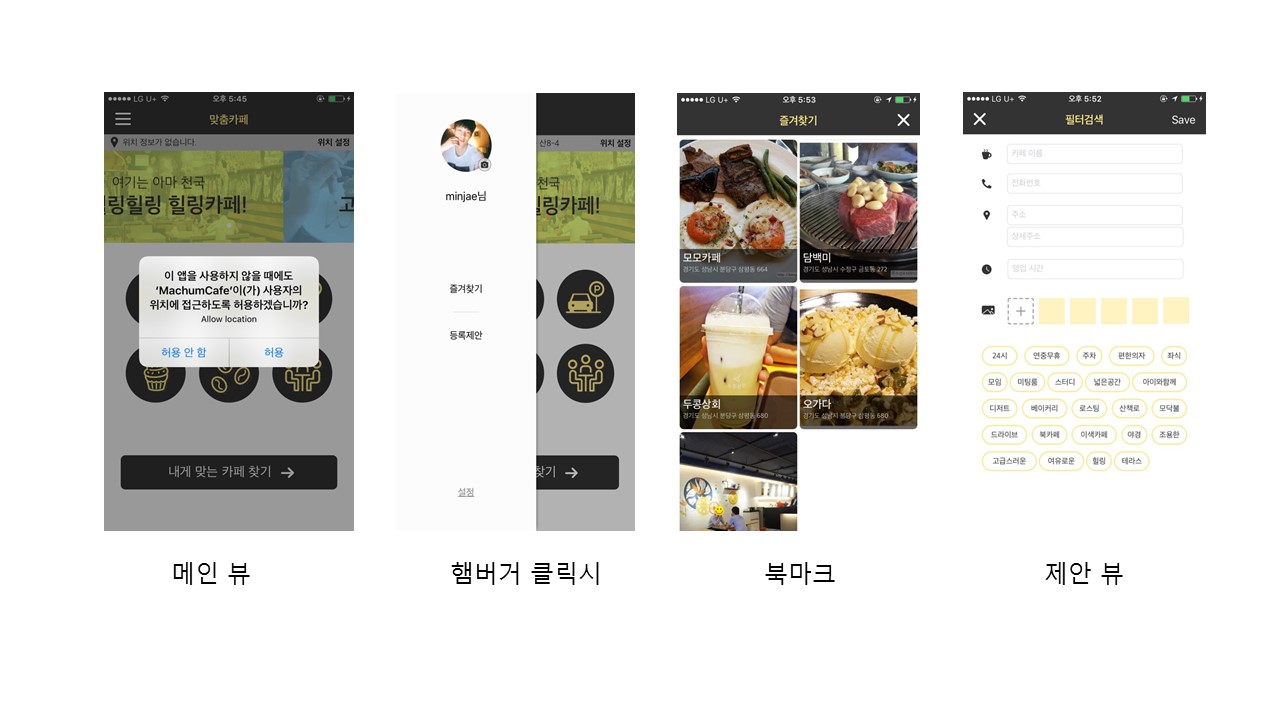 LG U+ 오후 5:45
맞춤카페
위치 정보가 없습니다. 위치 설정
여기는 아마 천국
링힐링 힐링카페!
고
이 앱을 사용하지 않을 때에도
‘MachumCafe’이(가) 사용자의
위치에 접근하도록 허용하겠습니까?
Allow location
허용 안 함 허용
내게 맞는 카페 찾기
메인 뷰
minjae님
즐겨찾기
등록제안
설정
산8-4 위치 설정
천국
링카페!
찾기
햄버거 클릭시
LG U+ 오후 5:53
즐겨찾기
모모카페
경기도 성남시 분당구 삼평동 664
담백미
경기도 성남시 수정구 금토동 272
두콩상회
경기도 성남시 분당구 삼평동 680
오가다
경기도 성남시 분당구 삼평동 680
북마크
LG U+ 오후 5:52
필터검색 Save
카페 이름
전화번호
주소
상세주소
영업 시간
24시 연중무휴 주차 편한의자 좌식
모임 미팅룸 스터디 넓은공간 아이와함께
디저트 베이커리 로스팅 산책로 모닥불
드라이브 북카페 이색카페 야경 조용한
고급스러운 여유로운 힐링 테라스
제안 뷰